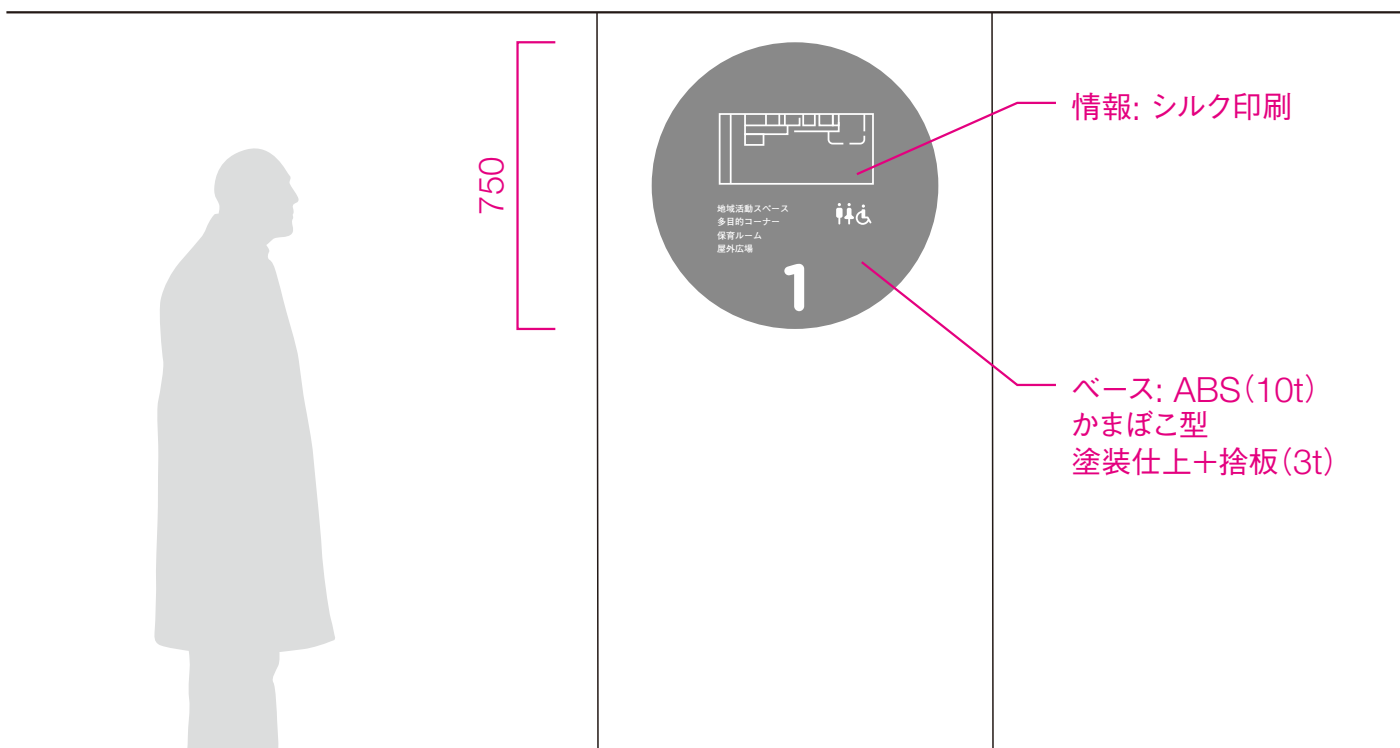 750
地域活動スペース
多目的コーナー
保育ルーム
屋外広場
1
情報: シルク印刷
ベース: ABS(10t)
かまぼこ型
塗装仕上+捨板(3t)